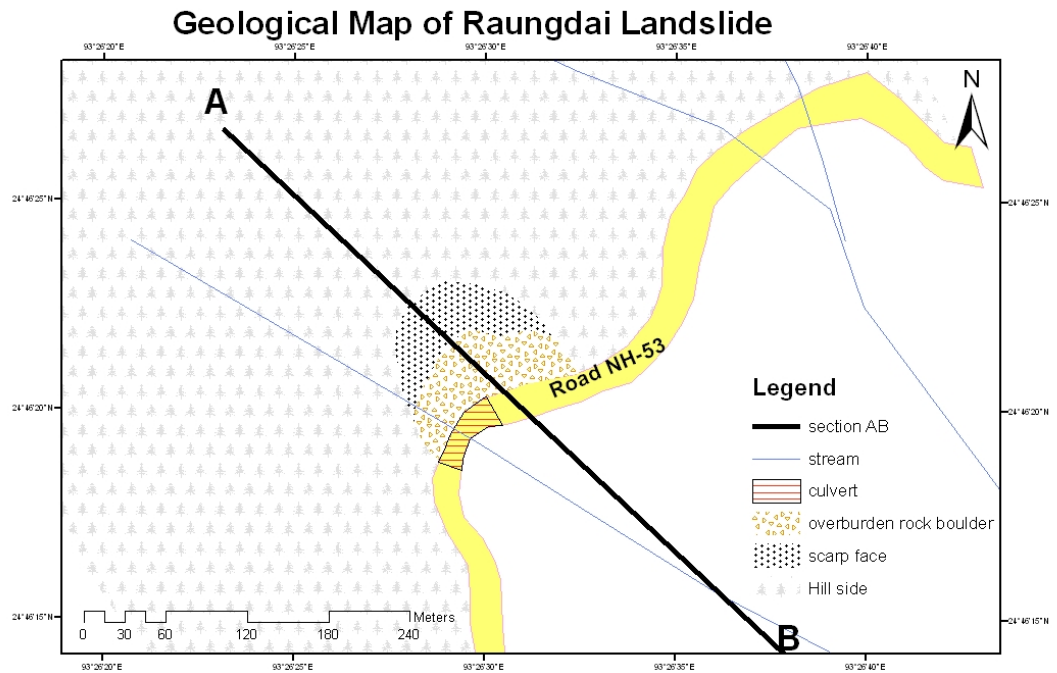 Geological Map of Raungdai Landslide
93°26'20"E 93°26'25"E 93°26'30"E 93°26'35"E 93°26'40"E
N
A
24°46'25"N 24°46'25"N
Road NH-53
24°46'20"N 24°46'20"N
Legend
section AB
stream
culvert
overburden rock boulder
scarp face
Hill side
24°46'15"N 24°46'15"N
Meters
0 30 60 120 180 240
B
93°26'20"E 93°26'25"E 93°26'30"E 93°26'35"E 93°26'40"E